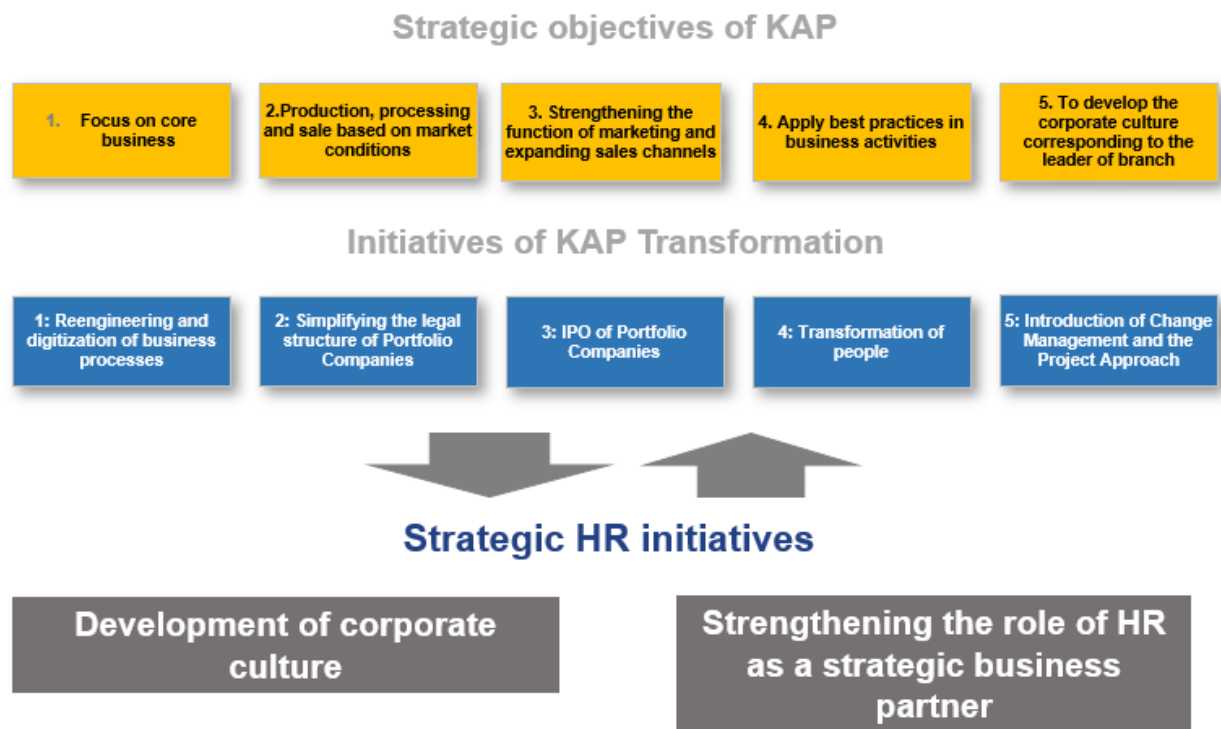 Strategic objectives of KAP
1. Focus on core
business
2.Production, processing
and sale based on market
conditions
3. Strengthening the
function of marketing and
expanding sales channels
4. Apply best practices in
business activities
5. To develop the
corporate culture
corresponding to the
leader of branch
Initiatives of KAP Transformation
1: Reengineering and
digitization of business
processes
2: Simplifying the legal
structure of Portfolio
Companies
3: IPO of Portfolio
Companies
4: Transformation of
people
5: Introduction of Change
Management and the
Project Approach
Strategic HR initiatives
Development of corporate
culture
Strengthening the role of HR
as a strategic business
partner